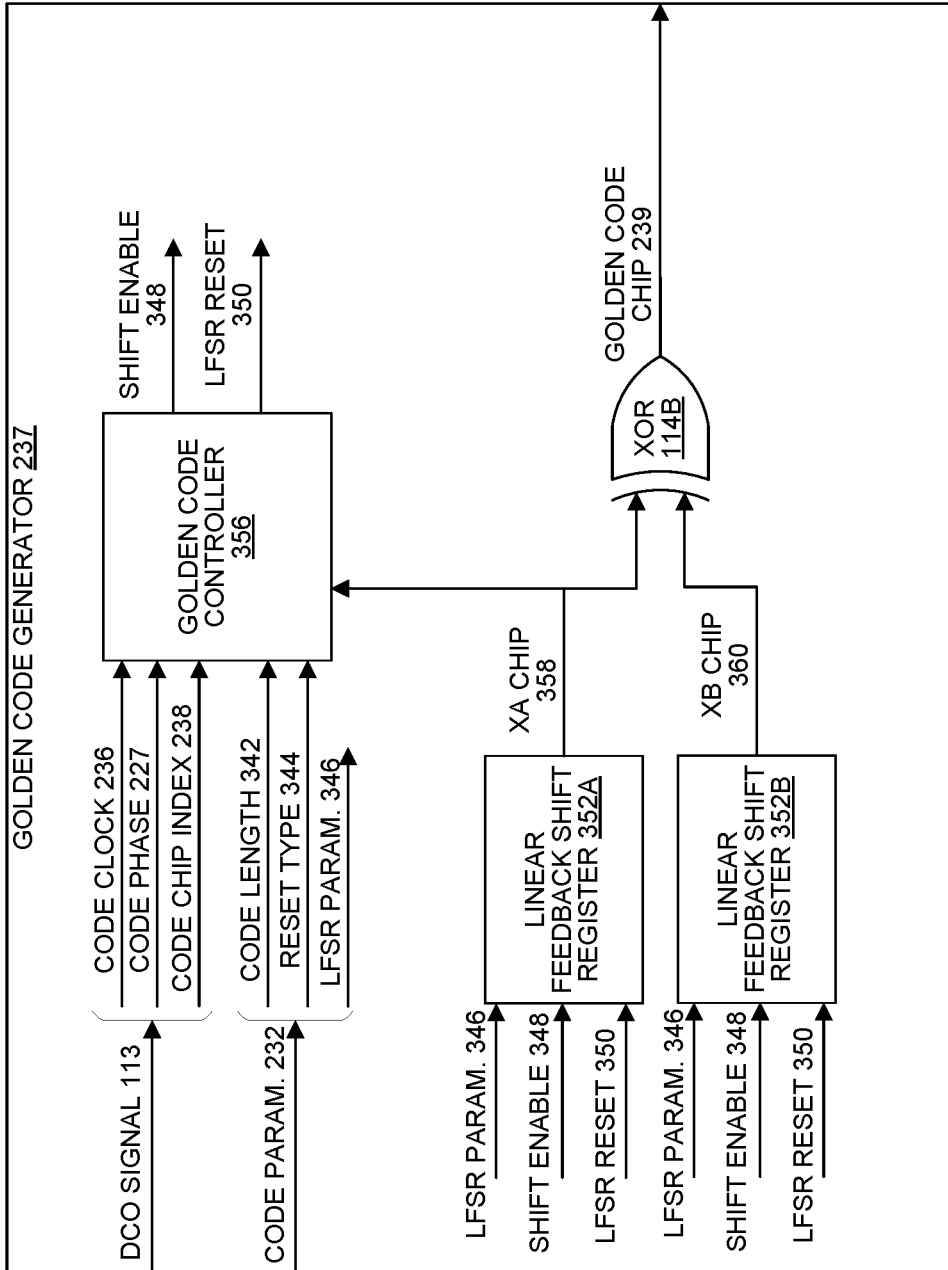 GOLDEN CODE GENERATOR 237
DCO SIGNAL 113
CODE CLOCK 236
CODE PHASE 227
CODE CHIP INDEX 238
CODE PARAM. 232
CODE LENGTH 342
RESET TYPE 344
LFSR PARAM. 346
GOLDEN CODE
CONTROLLER
356
SHIFT ENABLE
348
LFSR RESET
350
LFSR PARAM. 346
SHIFT ENABLE 348
LFSR RESET 350
LINEAR
FEEDBACK SHIFT
REGISTER 352A
XA CHIP
358
LFSR PARAM. 346
SHIFT ENABLE 348
LFSR RESET 350
LINEAR
FEEDBACK SHIFT
REGISTER 352B
XB CHIP
360
XOR
114B
GOLDEN CODE
CHIP 239